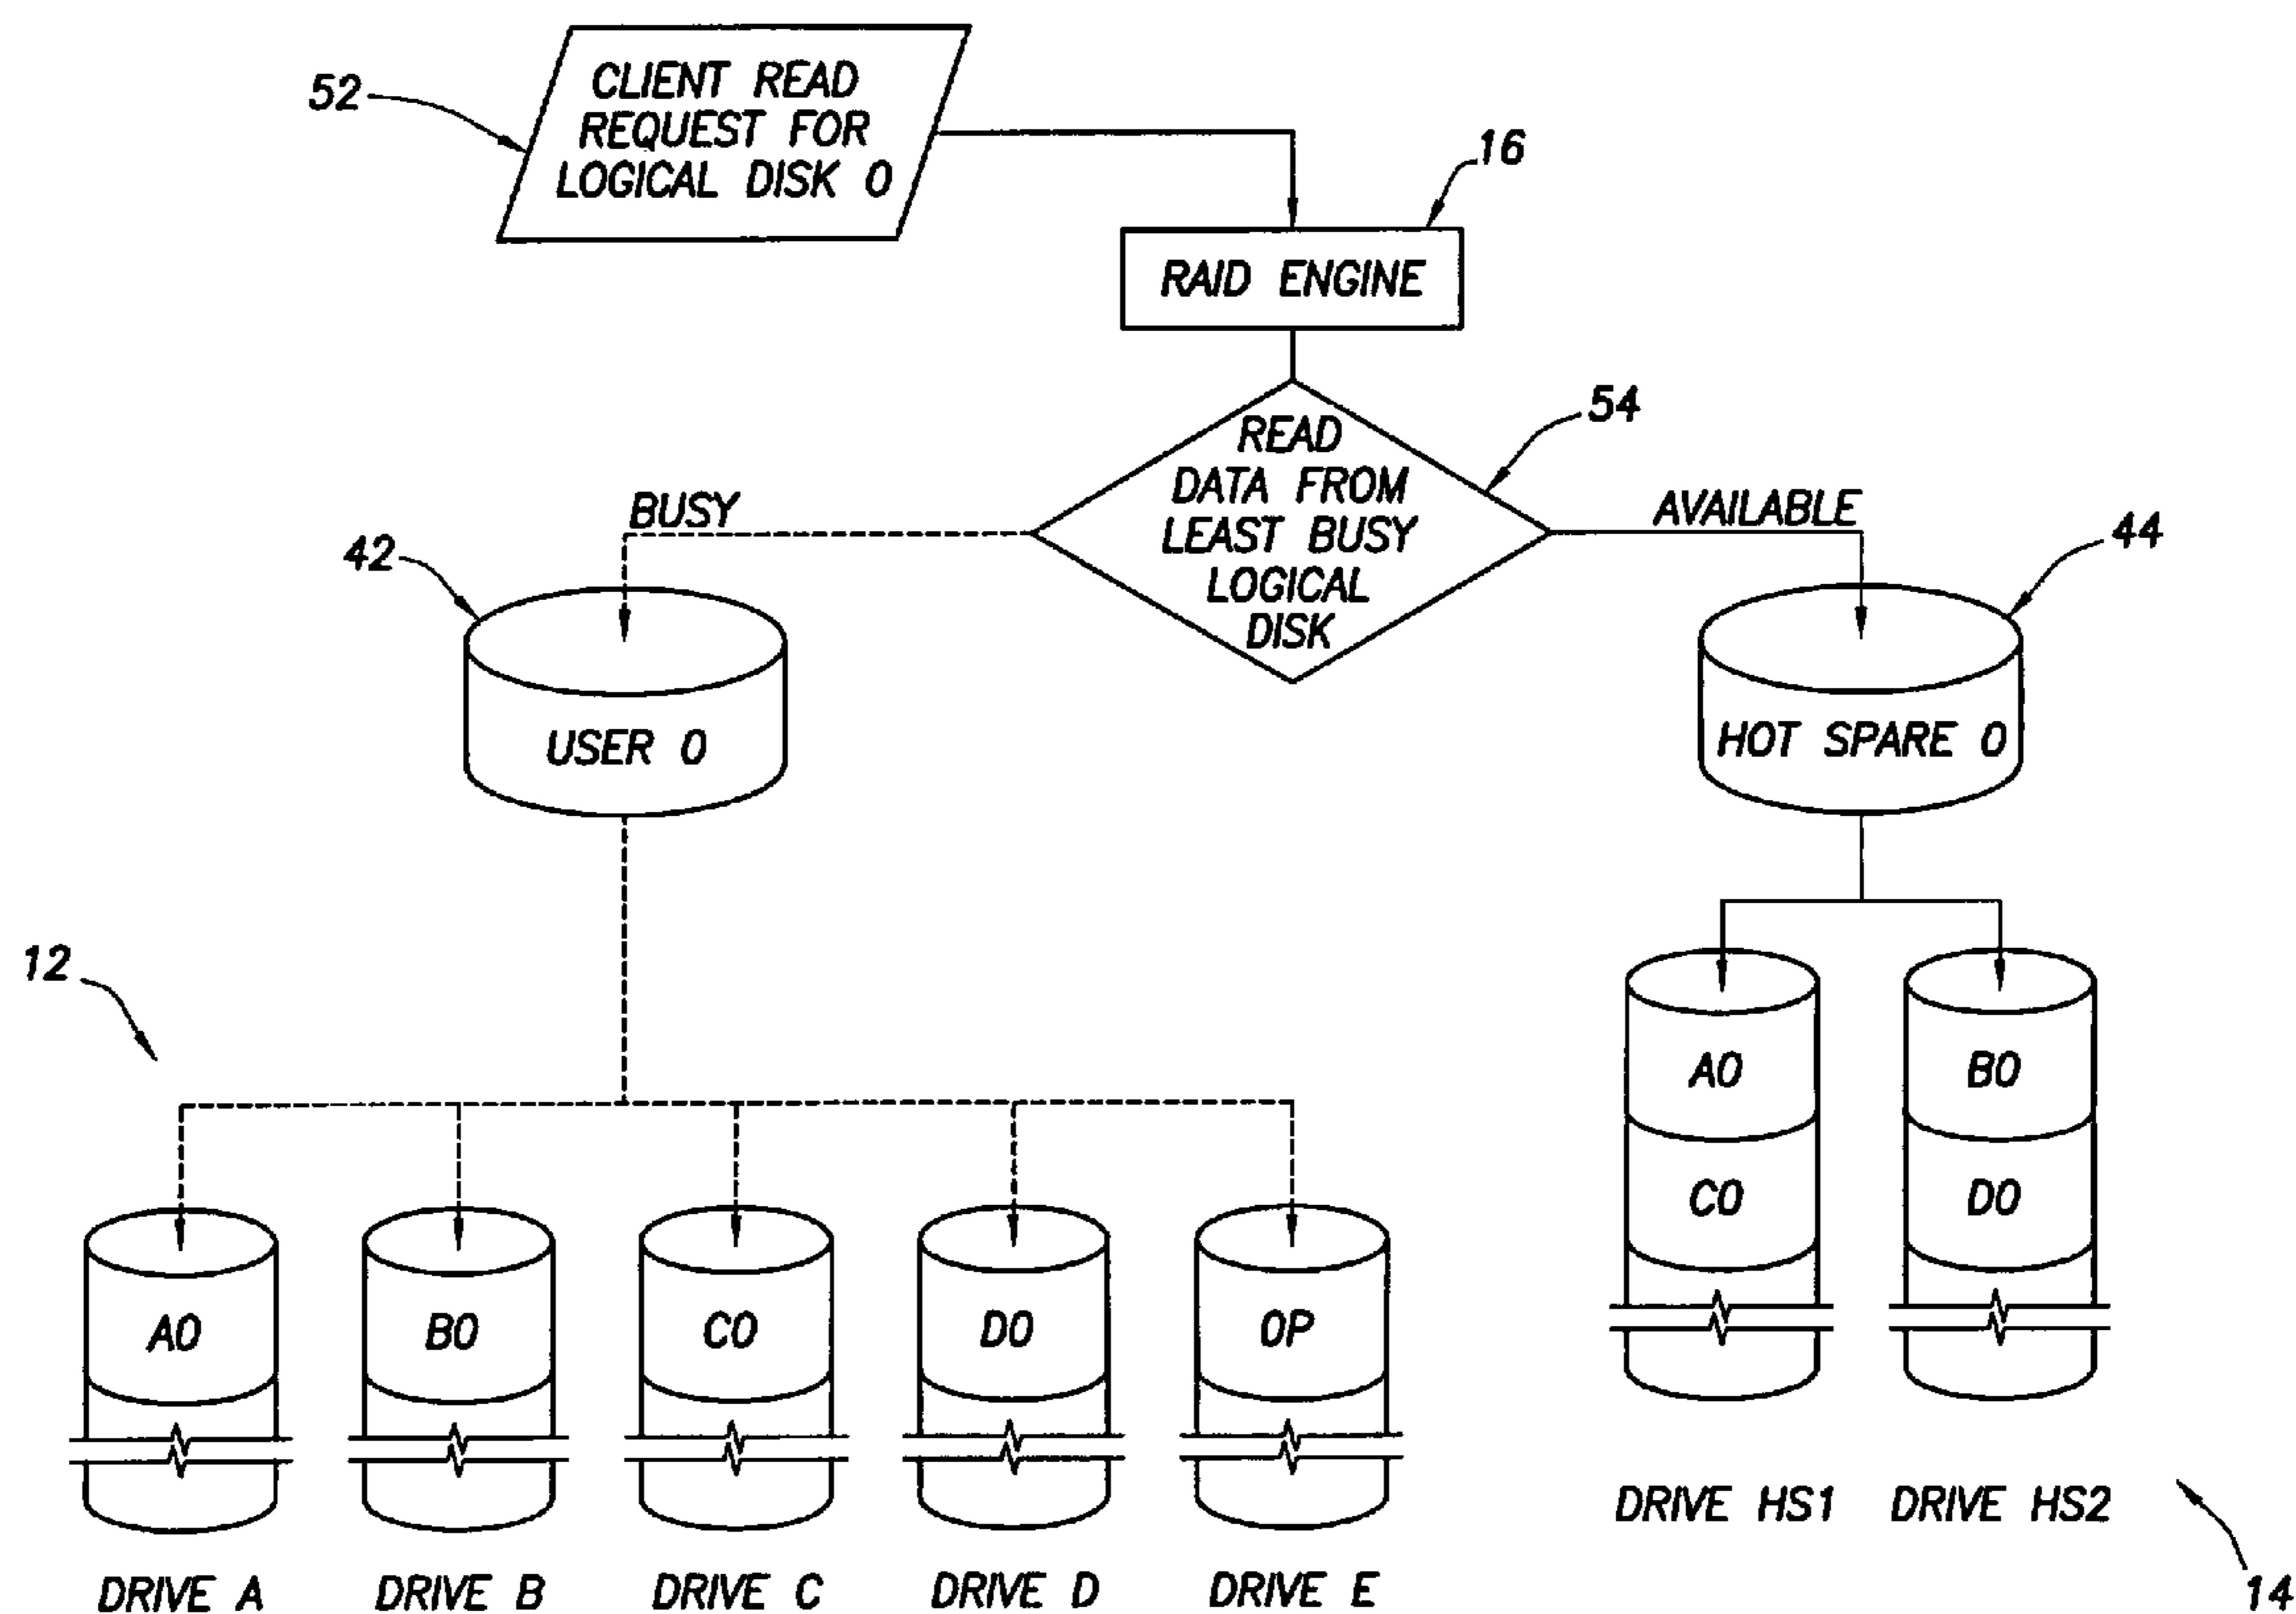 52
CLIENT READ
REQUEST FOR
LOGICAL DISK 0
16
RAID ENGINE
54
READ
DATA FROM
LEAST BUSY
LOGICAL
DISK
BUSY
AVAILABLE
42
44
USER 0
HOT SPARE 0
12
A0
B0
C0
D0
A0
B0
C0
D0
0P
DRIVE HS1
DRIVE HS2
DRIVE A
DRIVE B
DRIVE C
DRIVE D
DRIVE E
14